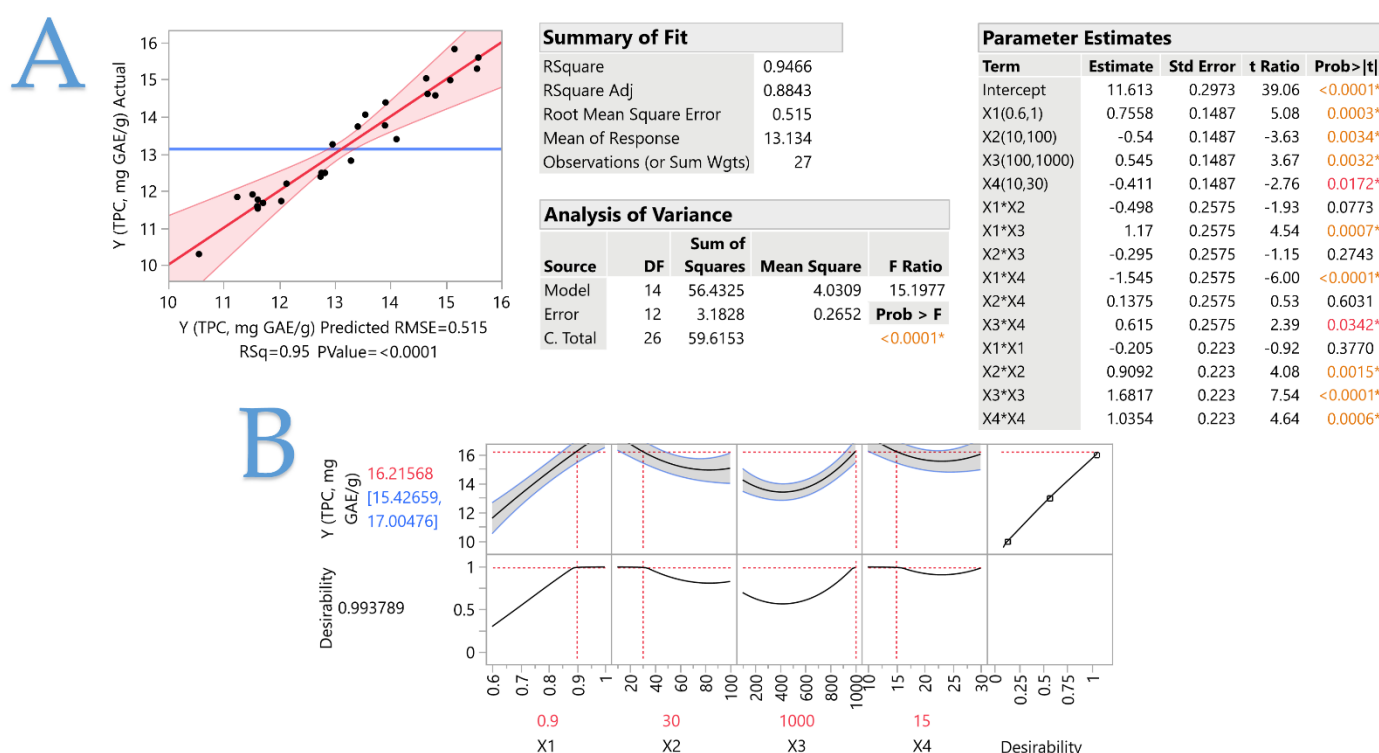 A
Y (TPC, mg GAE/g) Actual
16
15
14
13
12
11
10
10 11 12 13 14 15 16
Y (TPC, mg GAE/g) Predicted RMSE=0.515
RSq=0.95 PValue=<0.0001
Summary of Fit
RSquare 0.9466
RSquare Adj 0.8843
Root Mean Square Error 0.515
Mean of Response 13.134
Observations (or Sum Wgts) 27
Analysis of Variance
Sum of
Source DF Squares Mean Square F Ratio
Model 14 56.4325 4.0309 15.1977
Error 12 3.1828 0.2652 Prob > F
C. Total 26 59.6153 <0.0001*
Parameter Estimates
Term Estimate Std Error t Ratio Prob>|t|
Intercept 11.613 0.2973 39.06 <0.0001*
X1(0.6,1) 0.7558 0.1487 5.08 0.0003*
X2(10,100) -0.54 0.1487 -3.63 0.0034*
X3(100,1000) 0.545 0.1487 3.67 0.0032*
X4(10,30) -0.411 0.1487 -2.76 0.0172*
X1*X2 -0.498 0.2575 -1.93 0.0773
X1*X3 1.17 0.2575 4.54 0.0007*
X2*X3 -0.295 0.2575 -1.15 0.2743
X1*X4 -1.545 0.2575 -6.00 <0.0001*
X2*X4 0.1375 0.2575 0.53 0.6031
X3*X4 0.615 0.2575 2.39 0.0342*
X1*X1 -0.205 0.223 -0.92 0.3770
X2*X2 0.9092 0.223 4.08 0.0015*
X3*X3 1.6817 0.223 7.54 <0.0001*
X4*X4 1.0354 0.223 4.64 0.0006*
B
Y (TPC, mg
GAE/g)
16.21568
[15.42659,
17.00476]
16
14
12
10
Desirability
0.993789
1
0.5
0
0.6 0.7 0.8 0.9 1 20 40 60 80 100 0 200 400 600 800 1000 10 15 20 25 30 0 0.25 0.5 0.75 1
0.9 30 1000 15
X1 X2 X3 X4 Desirability